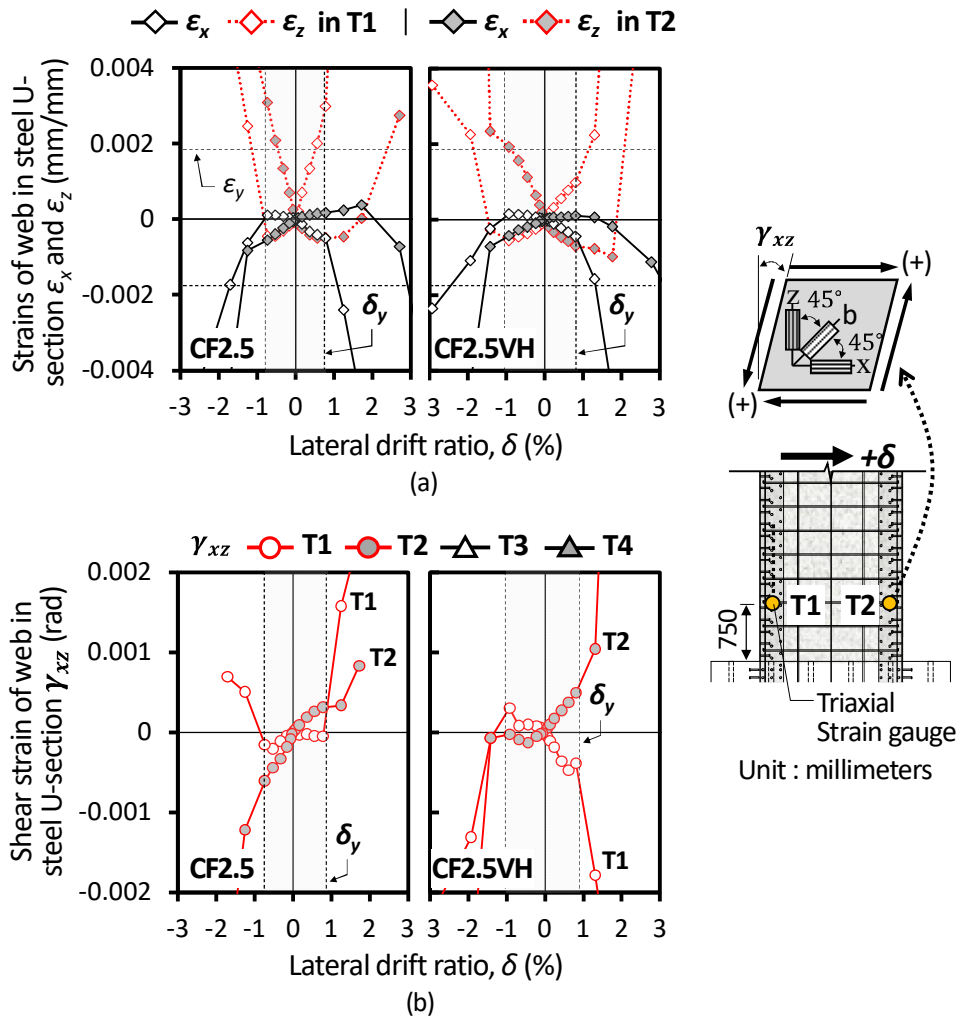 εx εz in T1 | εx εz in T2
Strains of web in steel U-
section εx and εz (mm/mm)
0.004
0.002
0
-0.002
-0.004
εy
δy
CF2.5
CF2.5VH
-3 -2 -1 0 1 2 3
-3 -2 -1 0 1 2 3
Lateral drift ratio, δ (%)
(a)
γxz T1 T2 T3 T4
Shear strain of web in
steel U-section γxz (rad)
0.002
0.001
0
-0.001
-0.002
T1
T2
δy
CF2.5
T2
δy
T1
CF2.5VH
-3 -2 -1 0 1 2 3
-3 -2 -1 0 1 2 3
Lateral drift ratio, δ (%)
(b)
γxz
(+)
z 45° b
45°
x
(+)
+δ
T1 T2
750
Triaxial
Strain gauge
Unit : millimeters